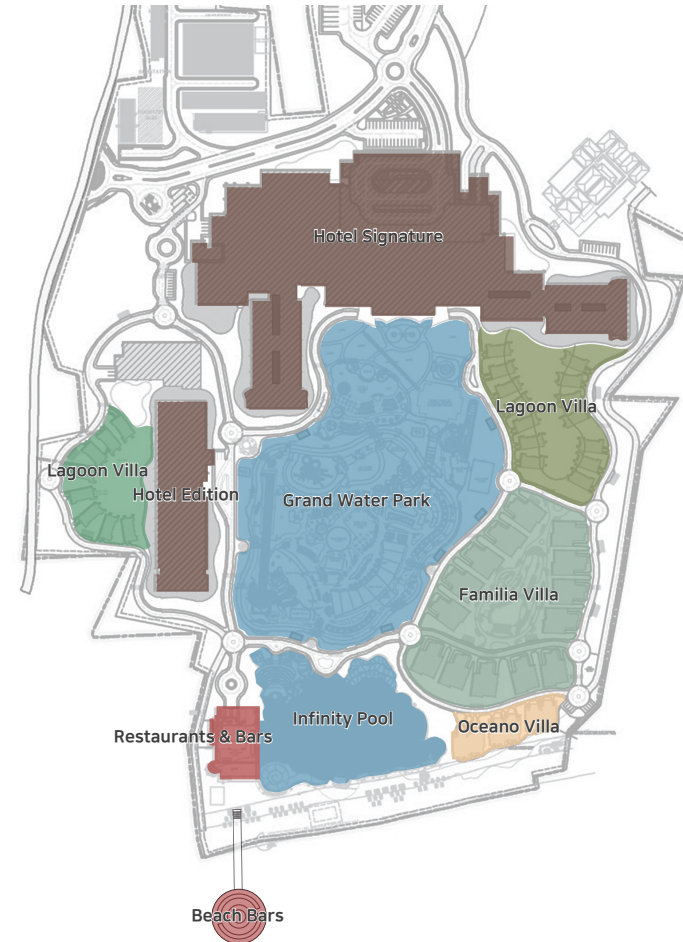 Hotel Signature
Lagoon Villa
Lagoon Villa
Hotel Edition
Grand Water Park
Familia Villa
Infinity Pool
Oceano Villa
Restaurants & Bars
Beach Bars